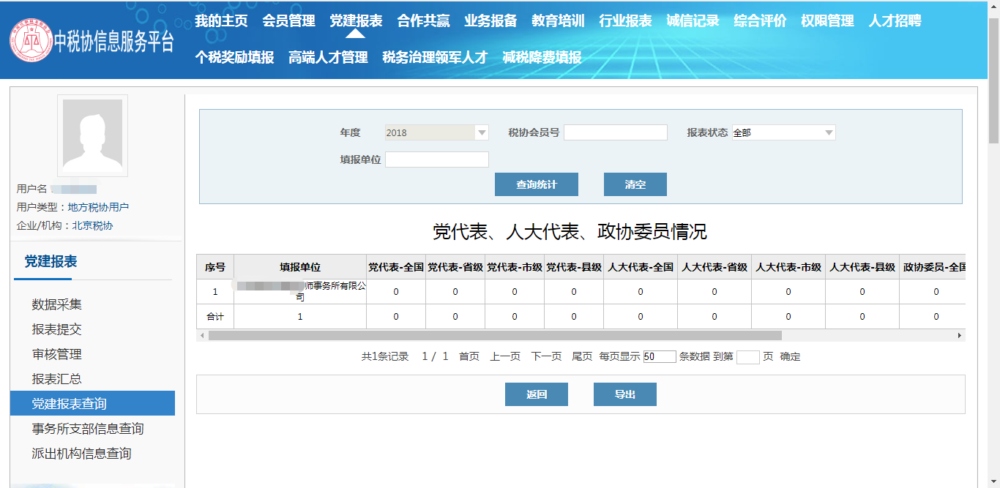 中税协信息服务平台
我的主页 会员管理 党建报表 合作共赢 业务报备 教育培训 行业报表 诚信记录 综合评价 权限管理 人才招聘
个税奖励填报 高端人才管理 税务治理领军人才 减税降费填报
用户名：
用户类型：地方税协用户
企业/机构：北京税协
党建报表
数据采集
报表提交
审核管理
报表汇总
党建报表查询
事务所支部信息查询
派出机构信息查询
年度 2018 税协会员号 报表状态 全部
填报单位
查询统计 清空
党代表、人大代表、政协委员情况
序号 填报单位 党代表-全国 党代表-省级 党代表-市级 党代表-县级 人大代表-全国 人大代表-省级 人大代表-市级 人大代表-县级 政协委员-全国
1 师事务所有限公 0 0 0 0 0 0 0 0 0
司
合计 1 0 0 0 0 0 0 0 0 0
共1条记录 1 / 1 首页 上一页 下一页 尾页 每页显示 50 条数据 到第 页 确定
返回 导出